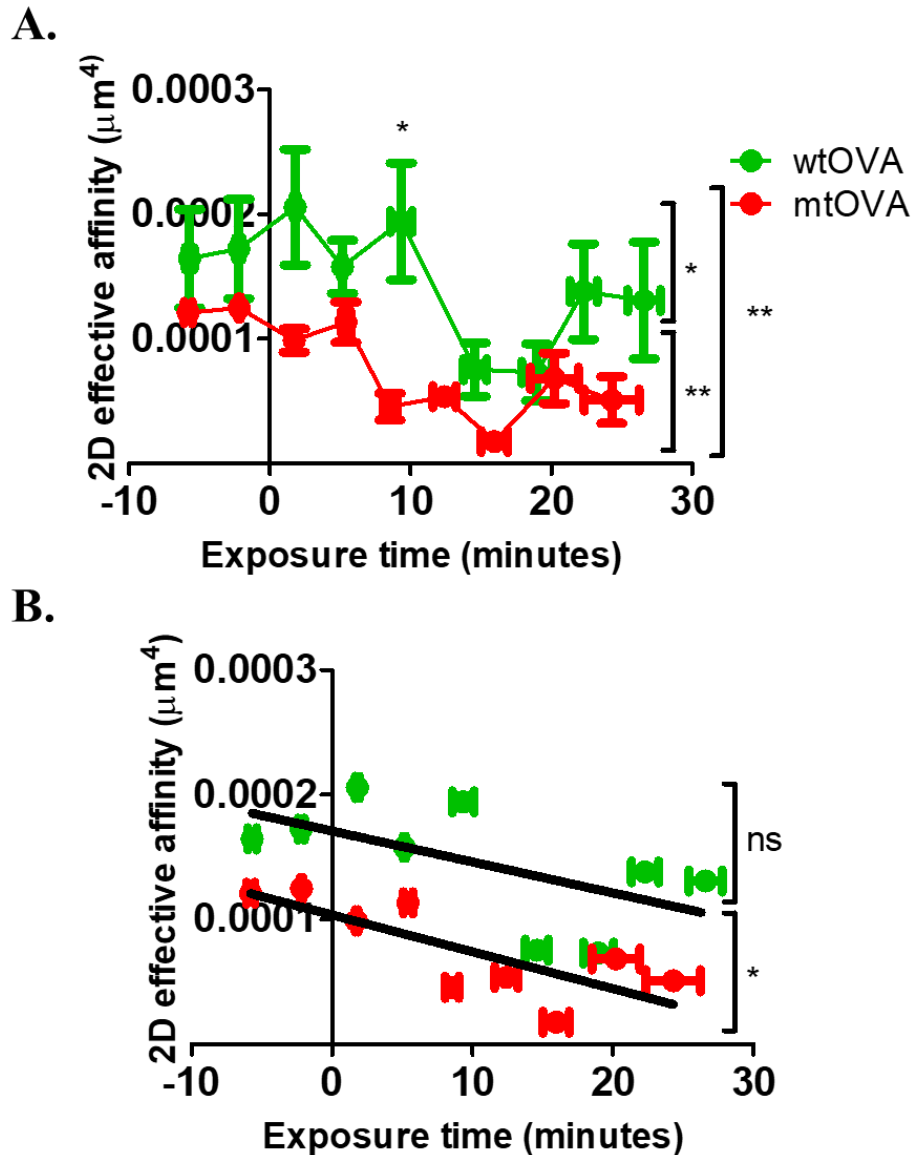 A.
2D effective affinity (μm4)
0.0003
0.0002
0.0001
-10 0 10 20 30
Exposure time (minutes)
*
wtOVA
mtOVA
*
**
**
B.
2D effective affinity (μm4)
0.0003
0.0002
0.0001
-10 0 10 20 30
Exposure time (minutes)
ns
*